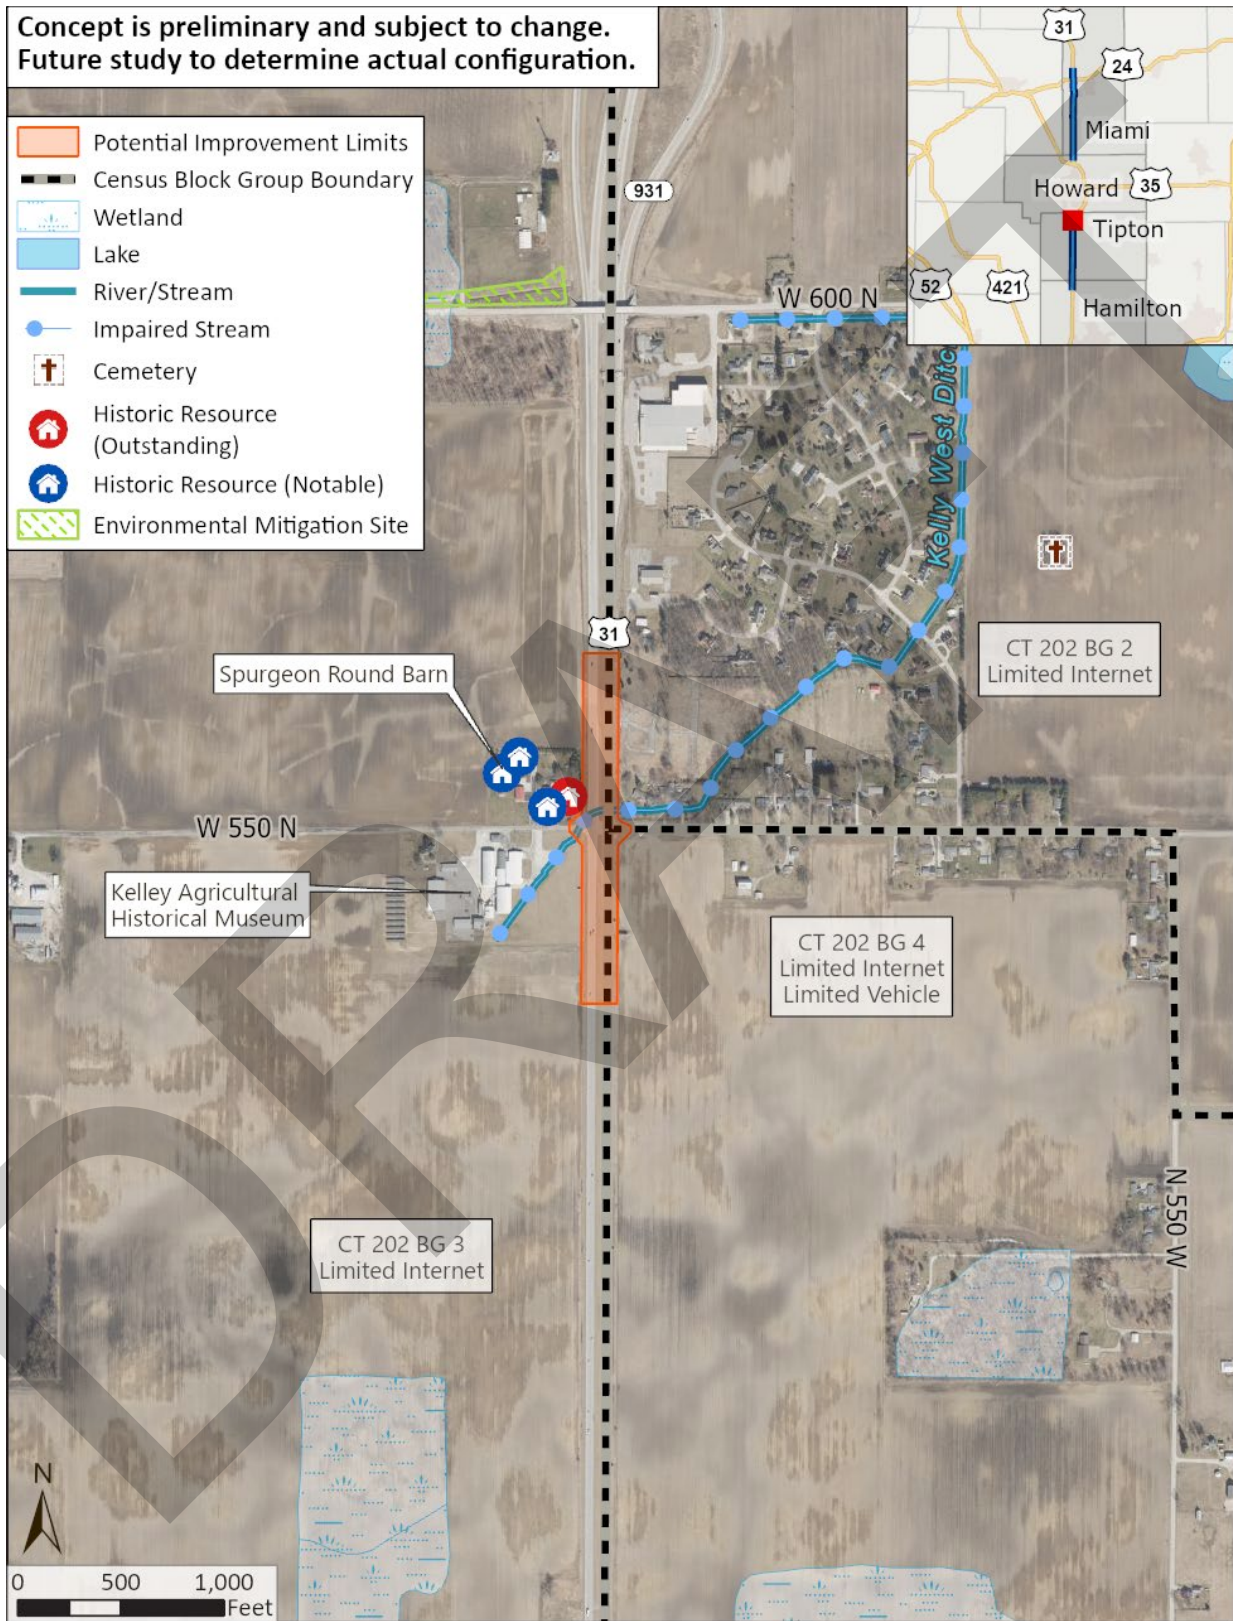 Concept is preliminary and subject to change.
Future study to determine actual configuration.
Potential Improvement Limits
Census Block Group Boundary
Wetland
Lake
River/Stream
Impaired Stream
Cemetery
Historic Resource
(Outstanding)
Historic Resource (Notable)
Environmental Mitigation Site
31
24
Miami
Howard
35
Tipton
52
421
Hamilton
931
W 600 N
Kelly West Ditc
31
CT 202 BG 2
Limited Internet
Spurgeon Round Barn
W 550 N
Kelley Agricultural
Historical Museum
CT 202 BG 4
Limited Internet
Limited Vehicle
N 550 W
CT 202 BG 3
Limited Internet
DRAFT
N
0 500 1,000
Feet